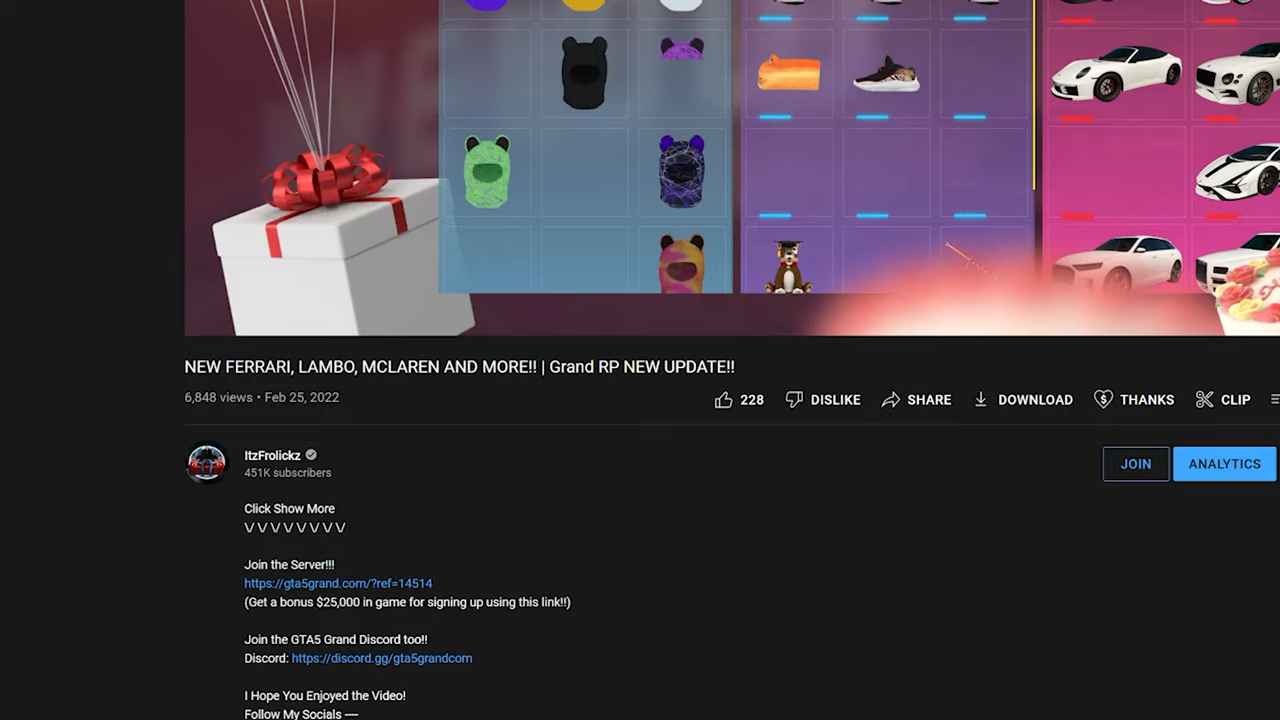 NEW FERRARI, LAMBO, MCLAREN AND MORE!! | Grand RP NEW UPDATE!!
6,848 views • Feb 25, 2022
228 DISLIKE SHARE DOWNLOAD THANKS CLIP
ItzFrolickz
451K subscribers
JOIN ANALYTICS
Click Show More
\/ \/ \/ \/ \/ \/ \/ \/
Join the Server!!!
https://gta5grand.com/?ref=14514
(Get a bonus $25,000 in game for signing up using this link!!)
Join the GTA5 Grand Discord too!!
Discord: https://discord.gg/gta5grandcom
I Hope You Enjoyed the Video!
Follow My Socials ---